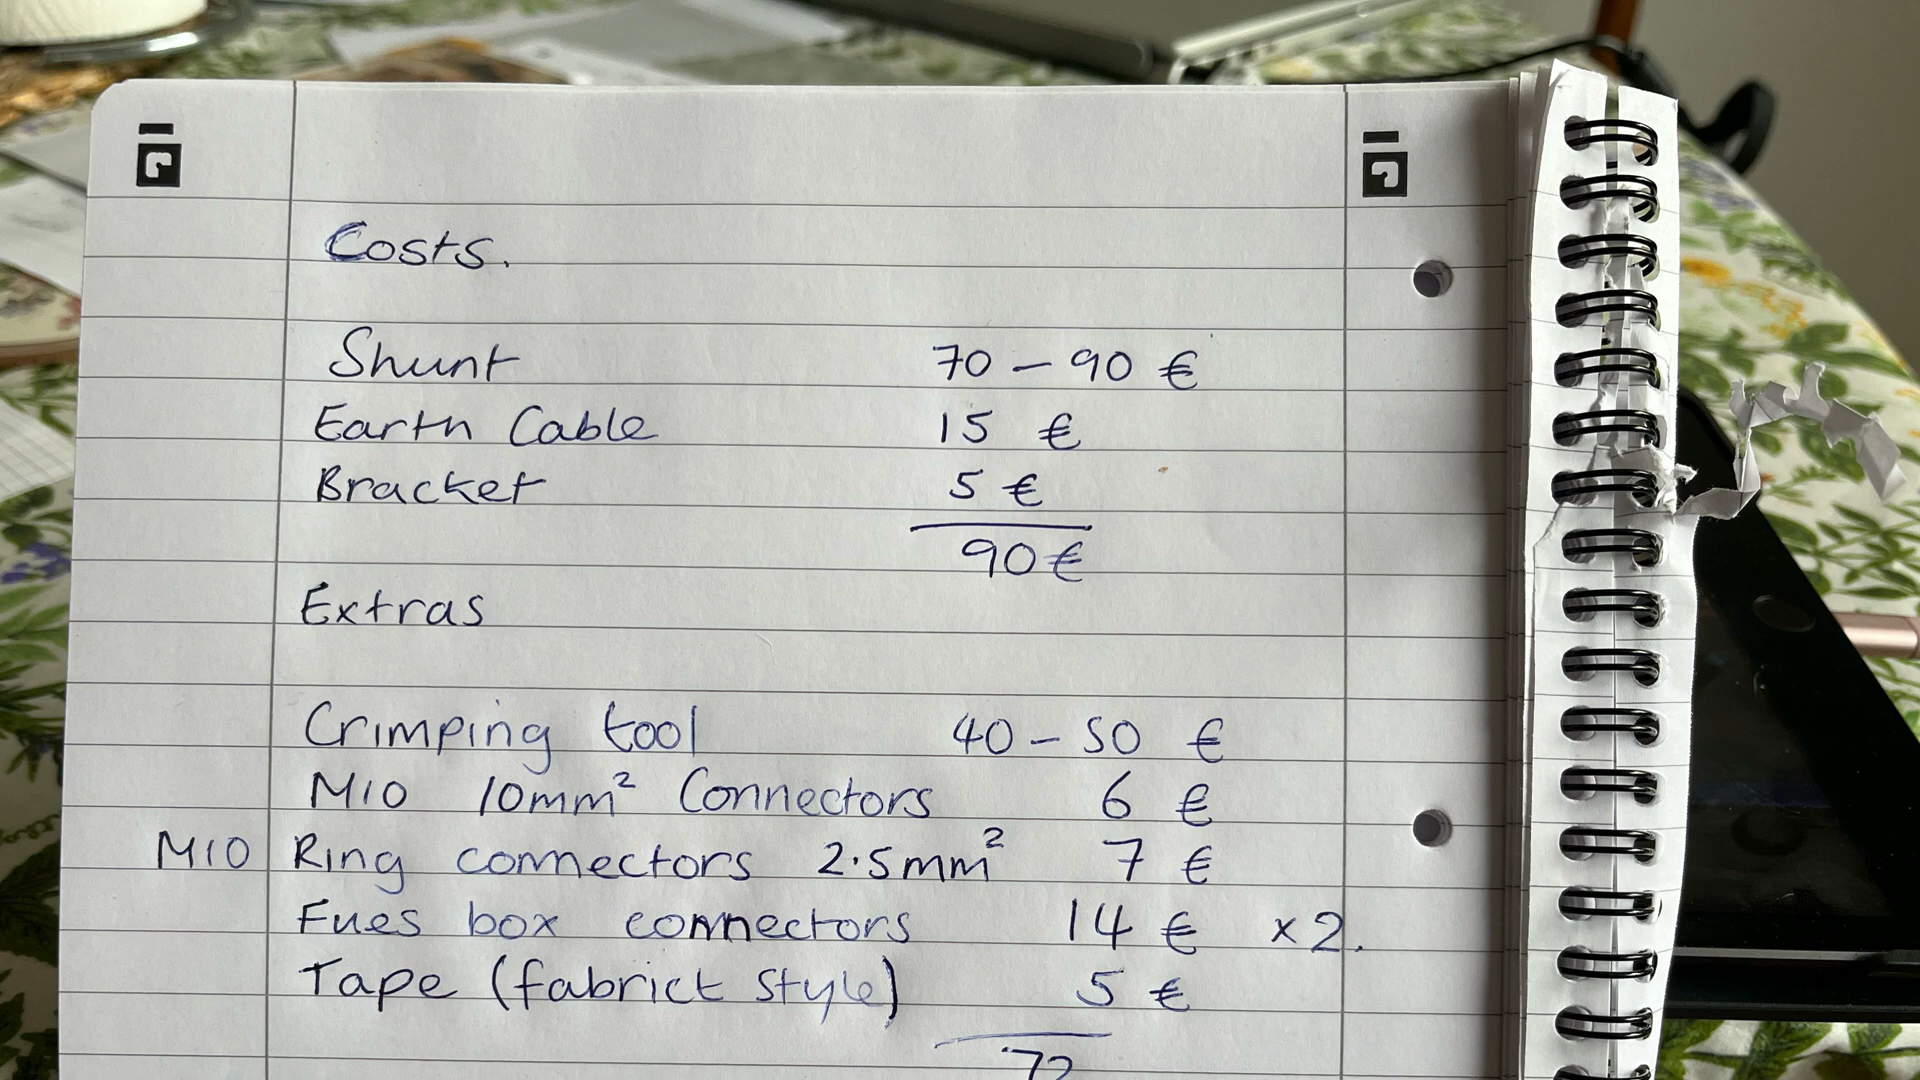 Costs.
Shunt 70 - 90 €
Earth Cable 15 €
Bracket 5 €
90 €
Extras
Crimping tool 40 - 50 €
M10 10mm² Connectors 6 €
M10 Ring connectors 2.5mm² 7 €
Fues box connectors 14 € x2.
Tape (fabrict style) 5 €
72